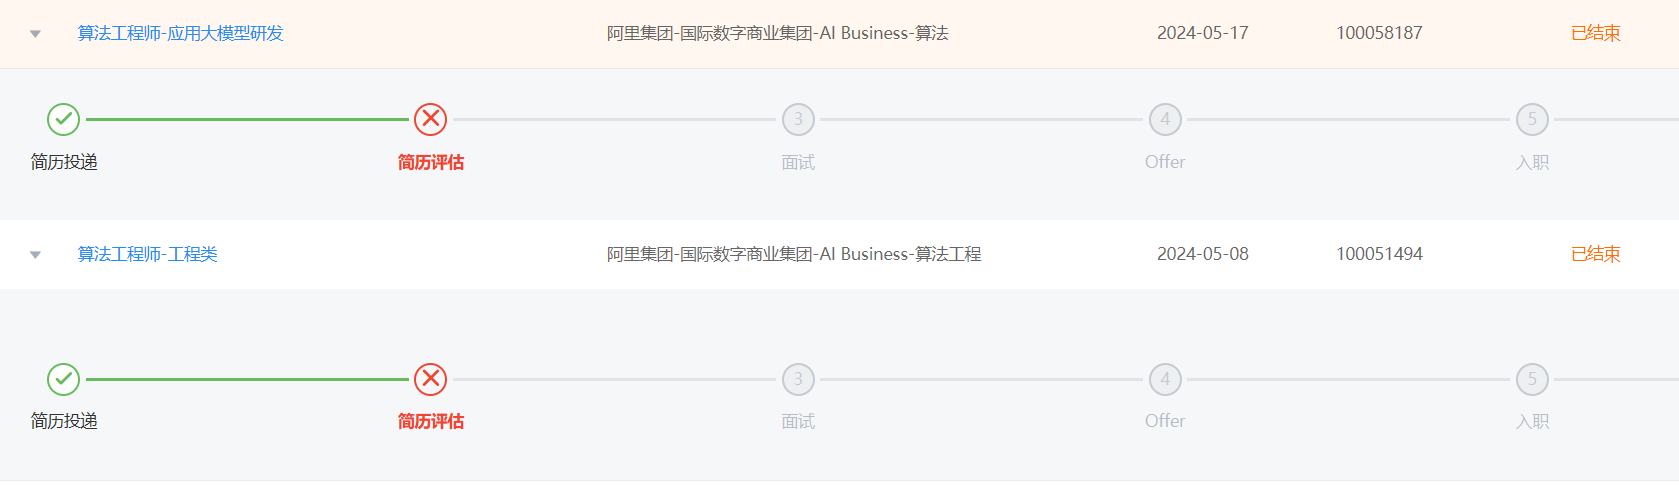 算法工程师-应用大模型研发 阿里集团-国际数字商业集团-AI Business-算法 2024-05-17 100058187 已结束
3 4 5
简历投递 简历评估 面试 Offer 入职
算法工程师-工程类 阿里集团-国际数字商业集团-AI Business-算法工程 2024-05-08 100051494 已结束
3 4 5
简历投递 简历评估 面试 Offer 入职